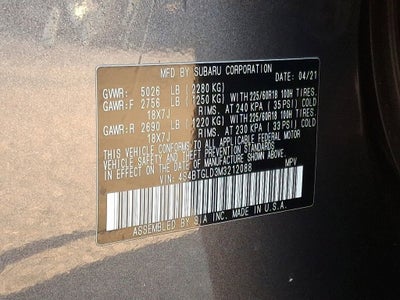 MFD BY SUBARU CORPORATION DATE: 04/21
GVWR: 5026 LB (2280 KG)
GAWR:F 2756 LB (1250 KG) WITH 225/60R18 100H TIRES.
18X7J RIMS. AT 240 KPA ( 35 PSI) COLD
GAWR:R 2690 LB (1220 KG) WITH 225/60R18 100H TIRES.
18X7J RIMS. AT 230 KPA ( 33 PSI) COLD
THIS VEHICLE CONFORMS TO ALL APPLICABLE FEDERAL MOTOR
VEHICLE SAFETY AND THEFT PREVENTION STANDARDS
IN EFFECT ON THE DATE OF MANUFACTURE SHOWN ABOVE.
VIN: 4S4BTGLD3M3212088 MPV
ASSEMBLED BY SIA INC. MADE IN U.S.A.